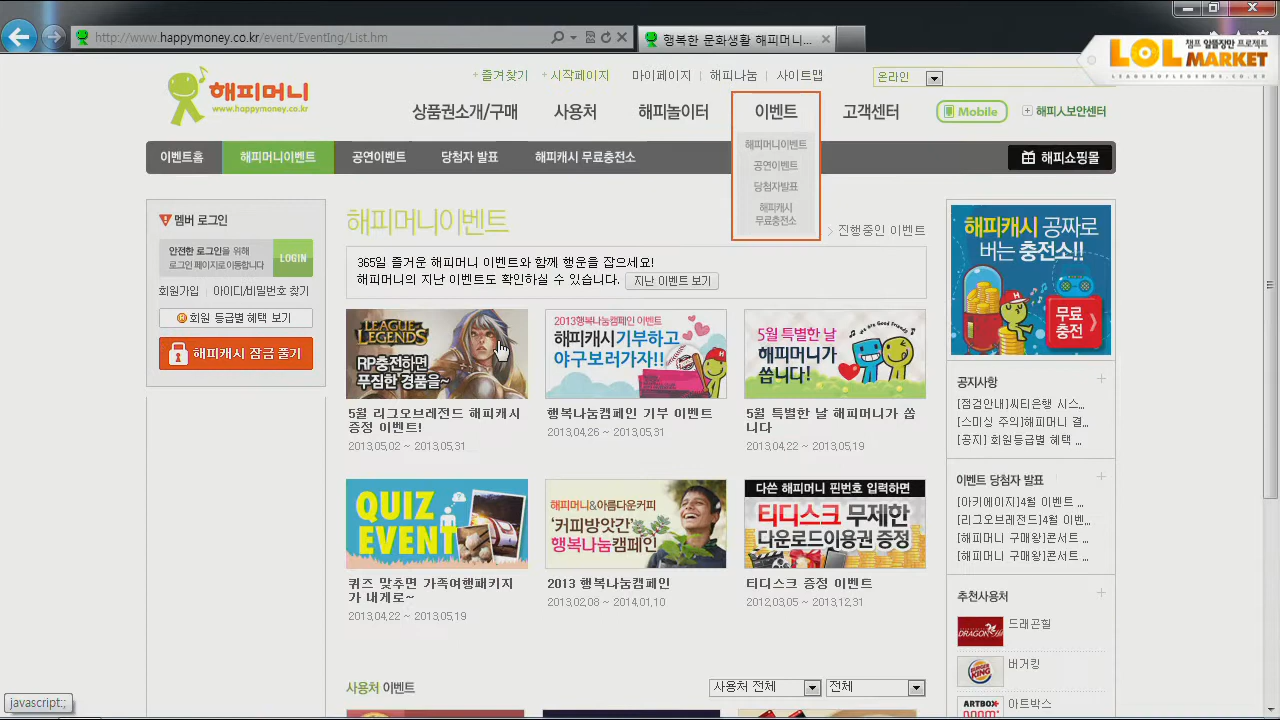 http://www.happymoney.co.kr/event/EventIng/List.hm
행복한 문화생활 해피머니...
챔프 알뜰장만 프로젝트
LOL MARKET
LEAGUEOFLEGENDS.CO.KR
해피머니
www.happymoney.co.kr
+ 즐겨찾기 + 시작페이지 마이페이지 해피나눔 사이트맵
온라인
상품권소개/구매 사용처 해피놀이터 이벤트 고객센터
Mobile
해피人보안센터
해피머니이벤트
공연이벤트
당첨자발표
해피캐시
무료충전소
이벤트홈 해피머니이벤트 공연이벤트 당첨자 발표 해피캐시 무료충전소
해피쇼핑몰
멤버 로그인
안전한 로그인을 위해
로그인 페이지로 이동합니다
LOGIN
회원가입 아이디/비밀번호 찾기
회원 등급별 혜택 보기
해피캐시 잠금 풀기
해피머니이벤트
진행중인 이벤트
즐거운 해피머니 이벤트와 함께 행운을 잡으세요!
해피머니의 지난 이벤트도 확인하실 수 있습니다.
지난 이벤트 보기
LEAGUE OF LEGENDS
RP충전하면
푸짐한 경품을~
5월 리그오브레전드 해피캐시
증정 이벤트!
2013,05,02 ~ 2013,05,31
2013행복나눔캠페인 이벤트
해피캐시기부하고
야구보러가자!!
행복나눔캠페인 기부 이벤트
2013,04,26 ~ 2013,05,31
5월 특별한 날
해피머니가
쏩니다!
We are Good Friends
5월 특별한 날 해피머니가 쏩
니다
2013,04,22 ~ 2013,05,19
QUIZ
EVENT
퀴즈 맞추면 가족여행패키지
가 내게로~
2013,04,22 ~ 2013,05,19
해피머니&아름다운커피
'커피방앗간'
행복나눔캠페인
2013 행복나눔캠페인
2013,02,08 ~ 2014,01,10
다쓴 해피머니 핀번호 입력하면
티디스크 무제한
다운로드이용권 증정
티디스크 증정 이벤트
2012,03,05 ~ 2013,12,31
사용처 이벤트
사용처 전체
전체
해피캐시 공짜로
버는 충전소!!
무료
충전
공지사항
[점검안내]씨티은행 시스...
[스미싱 주의]해피머니 결...
[공지] 회원등급별 혜택 ...
이벤트 당첨자 발표
[아키에이지]4월 이벤트 ...
[리그오브레전드]4월 이벤...
[해피머니 구매왕]콘서트 ...
[해피머니 구매왕]콘서트 ...
추천사용처
DRAGON
드래곤힐
BURGER KING
버거킹
ARTBOX
아트박스
javascript:;